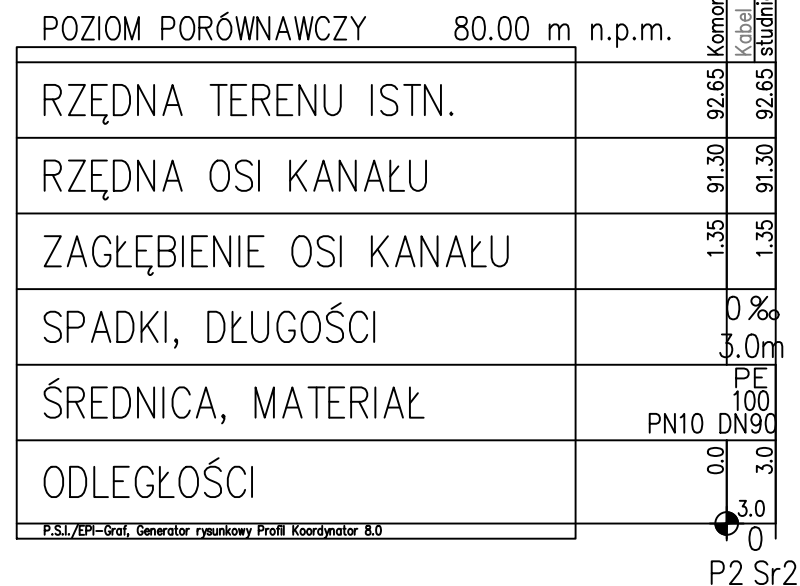 POZIOM PORÓWNAWCZY 80.00 m n.p.m.
Kabel
RZĘDNA TERENU ISTN. 92.65 92.65
RZĘDNA OSI KANAŁU 91.30 91.30
ZAGŁĘBIENIE OSI KANAŁU 1.35 1.35
SPADKI, DŁUGOŚCI 0‰
3.0m
ŚREDNICA, MATERIAŁ PE
100
PN10 DN90
ODLEGŁOŚCI 0.0 3.0
3.0
P.S.I./EPI-Graf, Generator rysunkowy Profil Koordynator 8.0
0
P2 Sr2